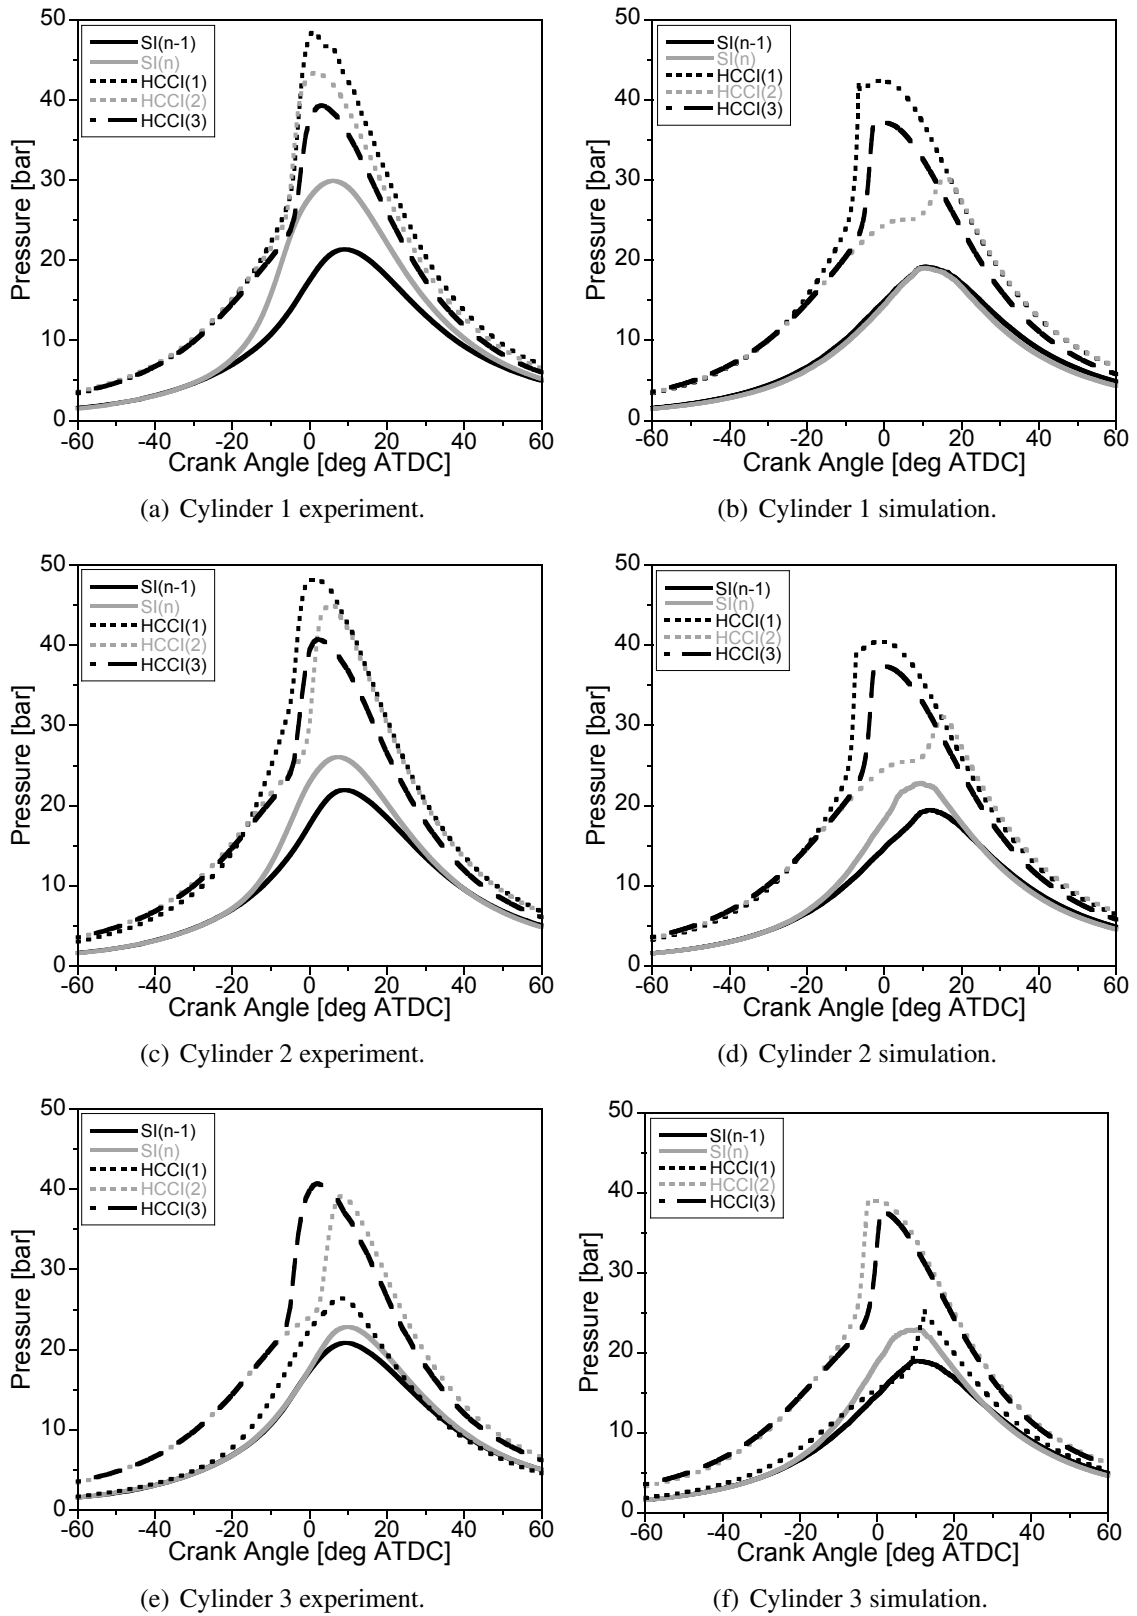 50
40
30
20
10
0
Pressure [bar]
SI(n-1)
SI(n)
HCCI(1)
HCCI(2)
HCCI(3)
-60 -40 -20 0 20 40 60
Crank Angle [deg ATDC]
(a) Cylinder 1 experiment.
50
40
30
20
10
0
Pressure [bar]
SI(n-1)
SI(n)
HCCI(1)
HCCI(2)
HCCI(3)
-60 -40 -20 0 20 40 60
Crank Angle [deg ATDC]
(b) Cylinder 1 simulation.
50
40
30
20
10
0
Pressure [bar]
SI(n-1)
SI(n)
HCCI(1)
HCCI(2)
HCCI(3)
-60 -40 -20 0 20 40 60
Crank Angle [deg ATDC]
(c) Cylinder 2 experiment.
50
40
30
20
10
0
Pressure [bar]
SI(n-1)
SI(n)
HCCI(1)
HCCI(2)
HCCI(3)
-60 -40 -20 0 20 40 60
Crank Angle [deg ATDC]
(d) Cylinder 2 simulation.
50
40
30
20
10
0
Pressure [bar]
SI(n-1)
SI(n)
HCCI(1)
HCCI(2)
HCCI(3)
-60 -40 -20 0 20 40 60
Crank Angle [deg ATDC]
(e) Cylinder 3 experiment.
50
40
30
20
10
0
Pressure [bar]
SI(n-1)
SI(n)
HCCI(1)
HCCI(2)
HCCI(3)
-60 -40 -20 0 20 40 60
Crank Angle [deg ATDC]
(f) Cylinder 3 simulation.